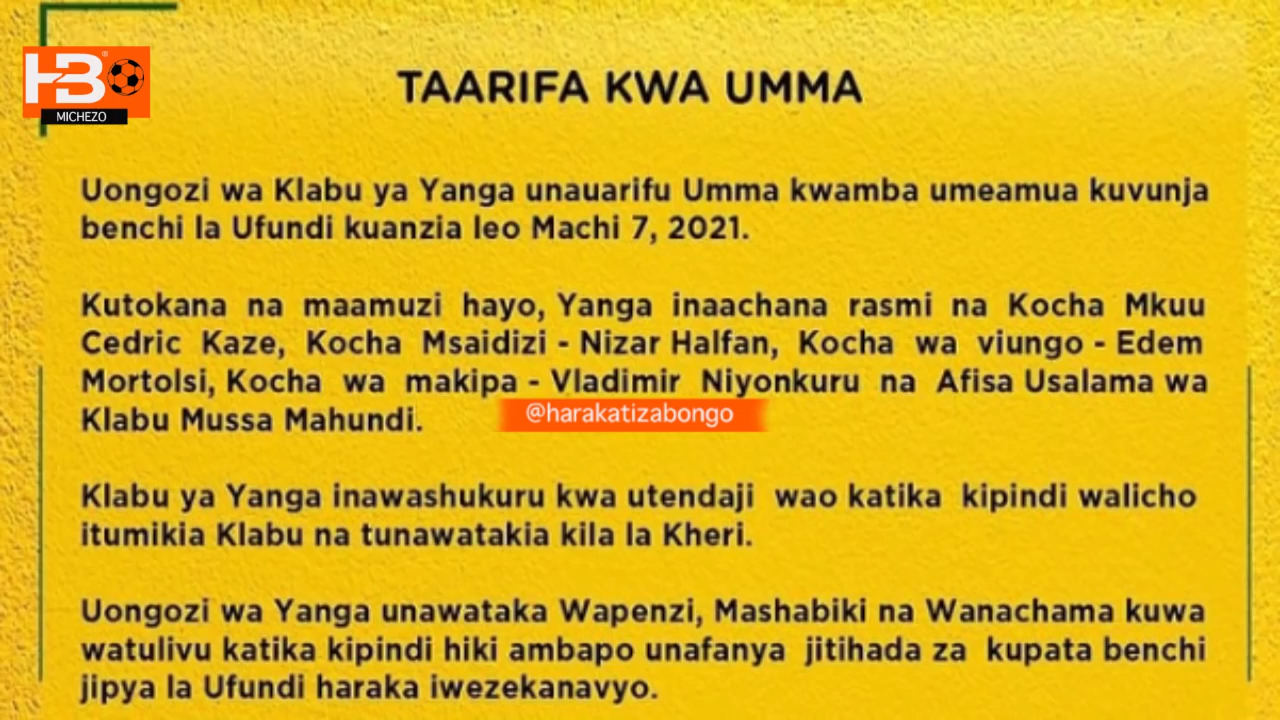 HB
MICHEZO
TAARIFA KWA UMMA
Uongozi wa Klabu ya Yanga unauarifu Umma kwamba umeamua kuvunja
benchi la Ufundi kuanzia leo Machi 7, 2021.
Kutokana na maamuzi hayo, Yanga inaachana rasmi na Kocha Mkuu
Cedric Kaze, Kocha Msaidizi - Nizar Halfan, Kocha wa viungo - Edem
Mortolsi, Kocha wa makipa - Vladimir Niyonkuru na Afisa Usalama wa
Klabu Mussa Mahundi.
@harakatizabongo
Klabu ya Yanga inawashukuru kwa utendaji wao katika kipindi walicho
itumikia Klabu na tunawatakia kila la Kheri.
Uongozi wa Yanga unawataka Wapenzi, Mashabiki na Wanachama kuwa
watulivu katika kipindi hiki ambapo unafanya jitihada za kupata benchi
jipya la Ufundi haraka iwezekanavyo.